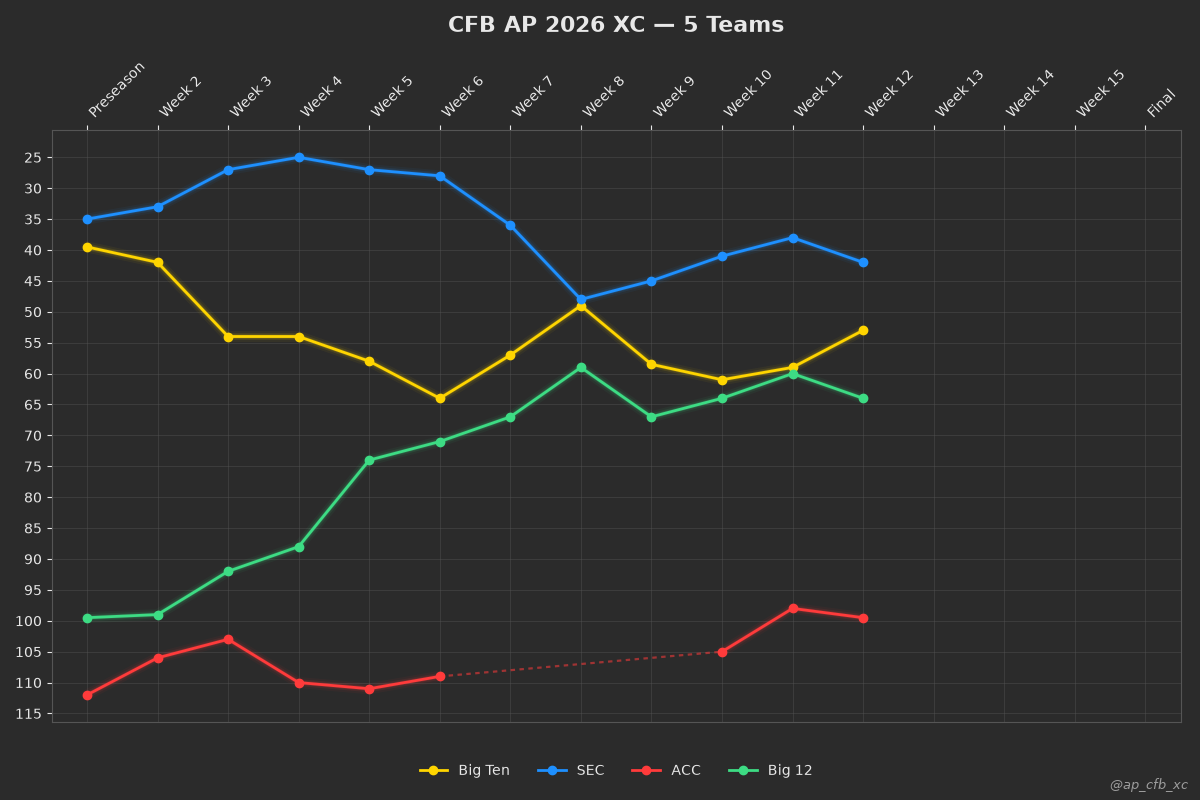 CFB AP 2026 XC — 5 Teams
Preseason
Week 2
Week 3
Week 4
Week 5
Week 6
Week 7
Week 8
Week 9
Week 10
Week 11
Week 12
Week 13
Week 14
Week 15
Final
25
30
35
40
45
50
55
60
65
70
75
80
85
90
95
100
105
110
115
Big Ten
SEC
ACC
Big 12
@ap_cfb_xc